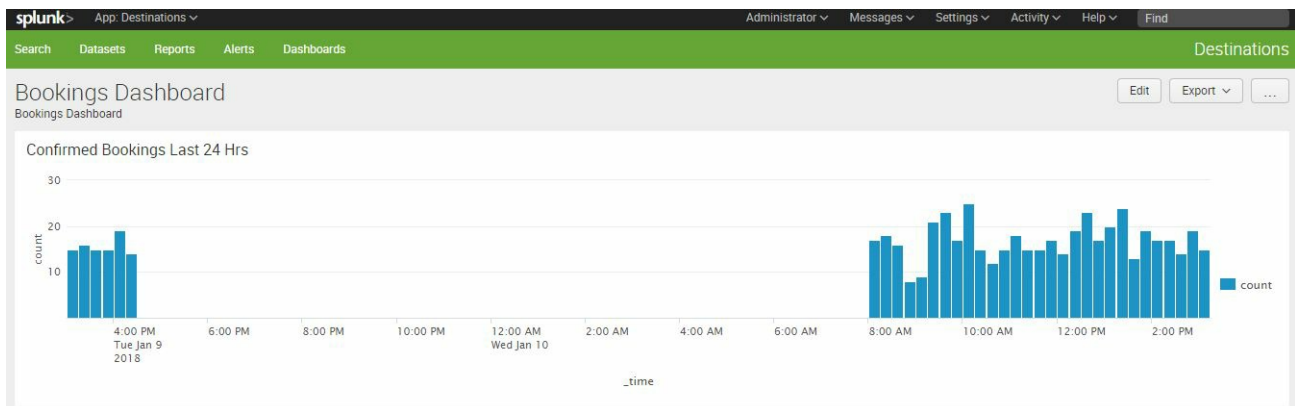 splunk> App: Destinations Administrator Messages Settings Activity Help Find
Search Datasets Reports Alerts Dashboards Destinations
Bookings Dashboard Edit Export ...
Bookings Dashboard
Confirmed Bookings Last 24 Hrs
30
20
10
count
count
4:00 PM 6:00 PM 8:00 PM 10:00 PM 12:00 AM 2:00 AM 4:00 AM 6:00 AM 8:00 AM 10:00 AM 12:00 PM 2:00 PM
Tue Jan 9 Wed Jan 10
2018
_time